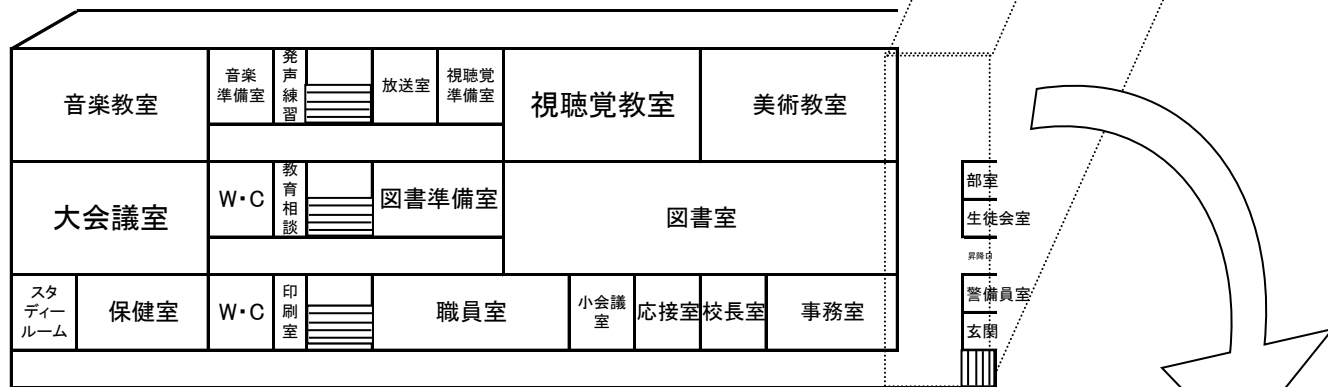 音楽教室
音楽
準備室
発
声
練
習
放送室
視聴覚
準備室
視聴覚教室
美術教室
大会議室
W・C
教
育
相
談
図書準備室
図書室
部室
生徒会室
昇降口
スタ
ディー
ルーム
保健室
W・C
印
刷
室
職員室
小会議
室
応接室
校長室
事務室
警備員室
玄関